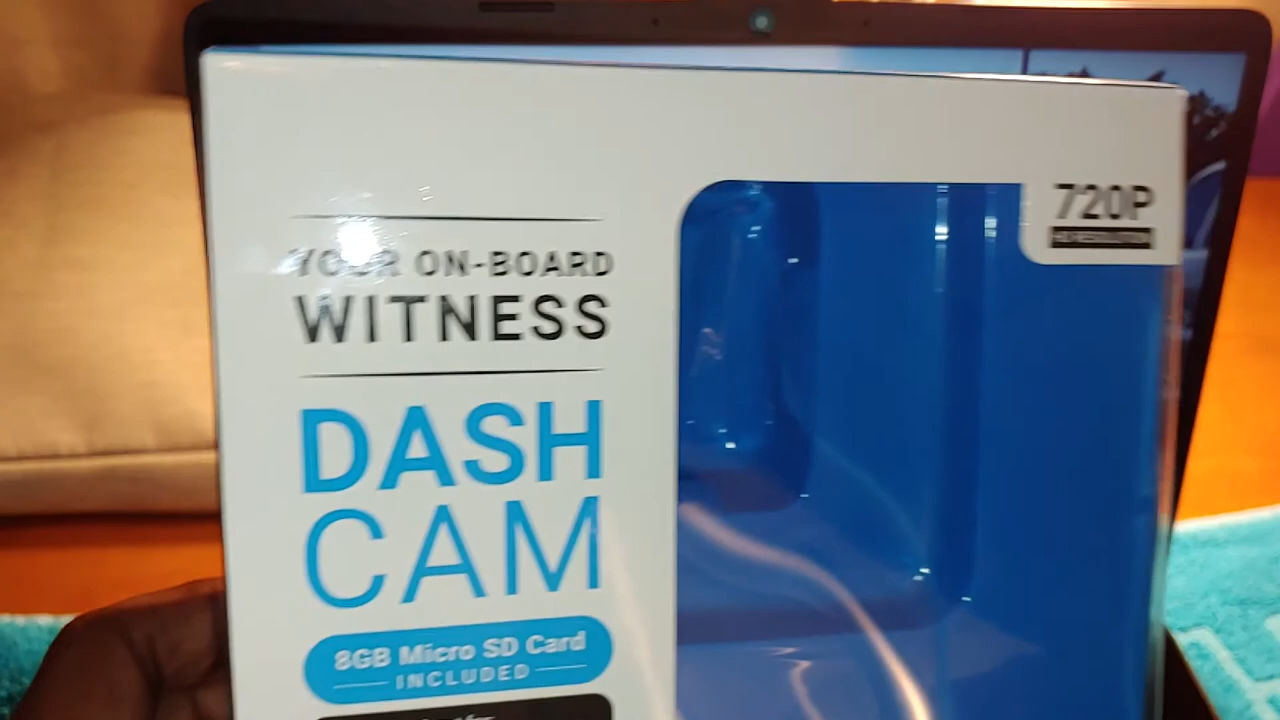 YOUR ON-BOARD
WITNESS
DASH
CAM
8GB Micro SD Card
INCLUDED
720P